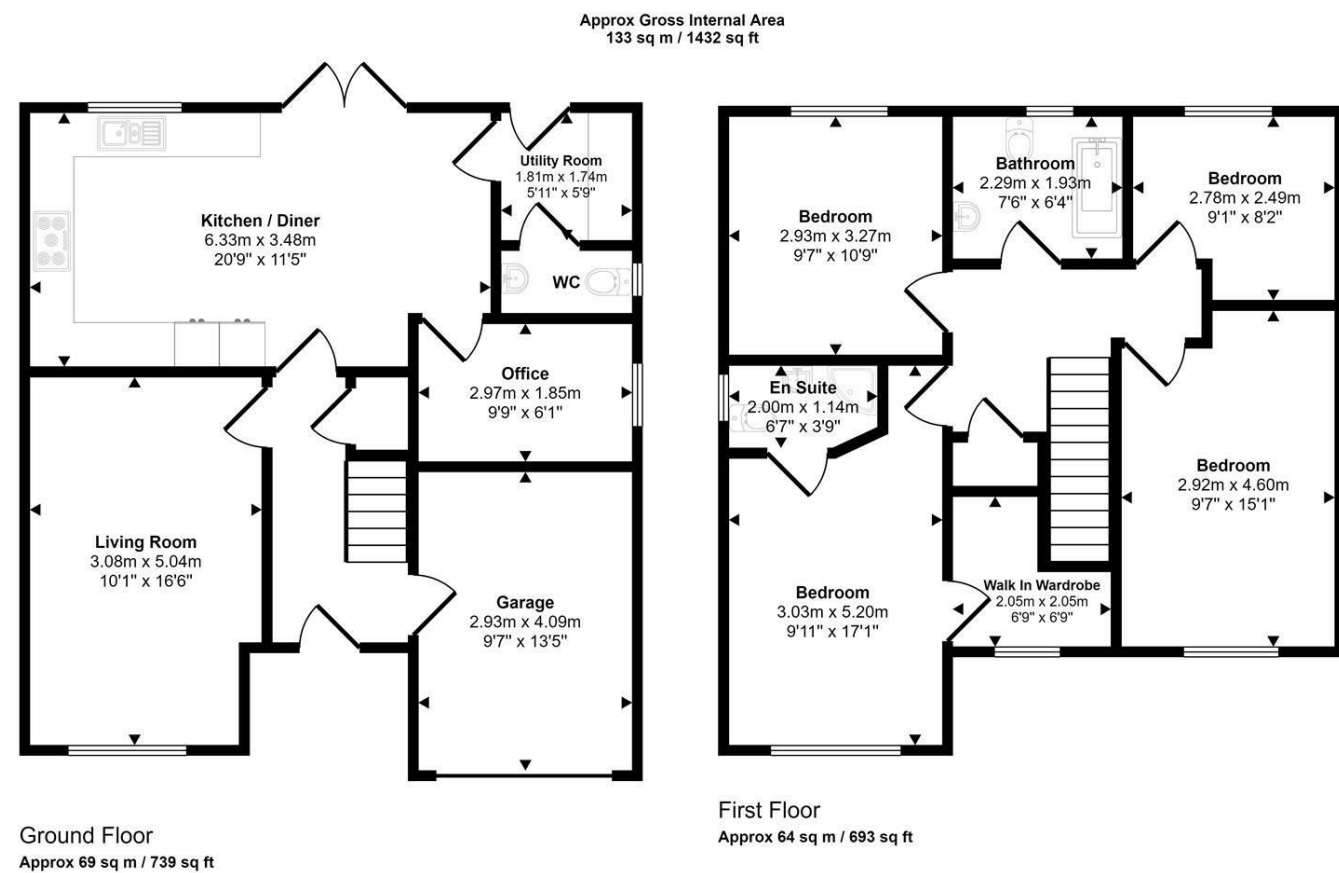 Approx Gross Internal Area
133 sq m / 1432 sq ft
Utility Room
1.81m x 1.74m
5'11" x 5'9"
Kitchen / Diner
6.33m x 3.48m
20'9" x 11'5"
WC
Office
2.97m x 1.85m
9'9" x 6'1"
Living Room
3.08m x 5.04m
10'1" x 16'6"
Garage
2.93m x 4.09m
9'7" x 13'5"
Ground Floor
Approx 69 sq m / 739 sq ft
Bathroom
2.29m x 1.93m
7'6" x 6'4"
Bedroom
2.78m x 2.49m
9'1" x 8'2"
Bedroom
2.93m x 3.27m
9'7" x 10'9"
En Suite
2.00m x 1.14m
6'7" x 3'9"
Bedroom
2.92m x 4.60m
9'7" x 15'1"
Walk In Wardrobe
2.05m x 2.05m
6'9" x 6'9"
Bedroom
3.03m x 5.20m
9'11" x 17'1"
First Floor
Approx 64 sq m / 693 sq ft